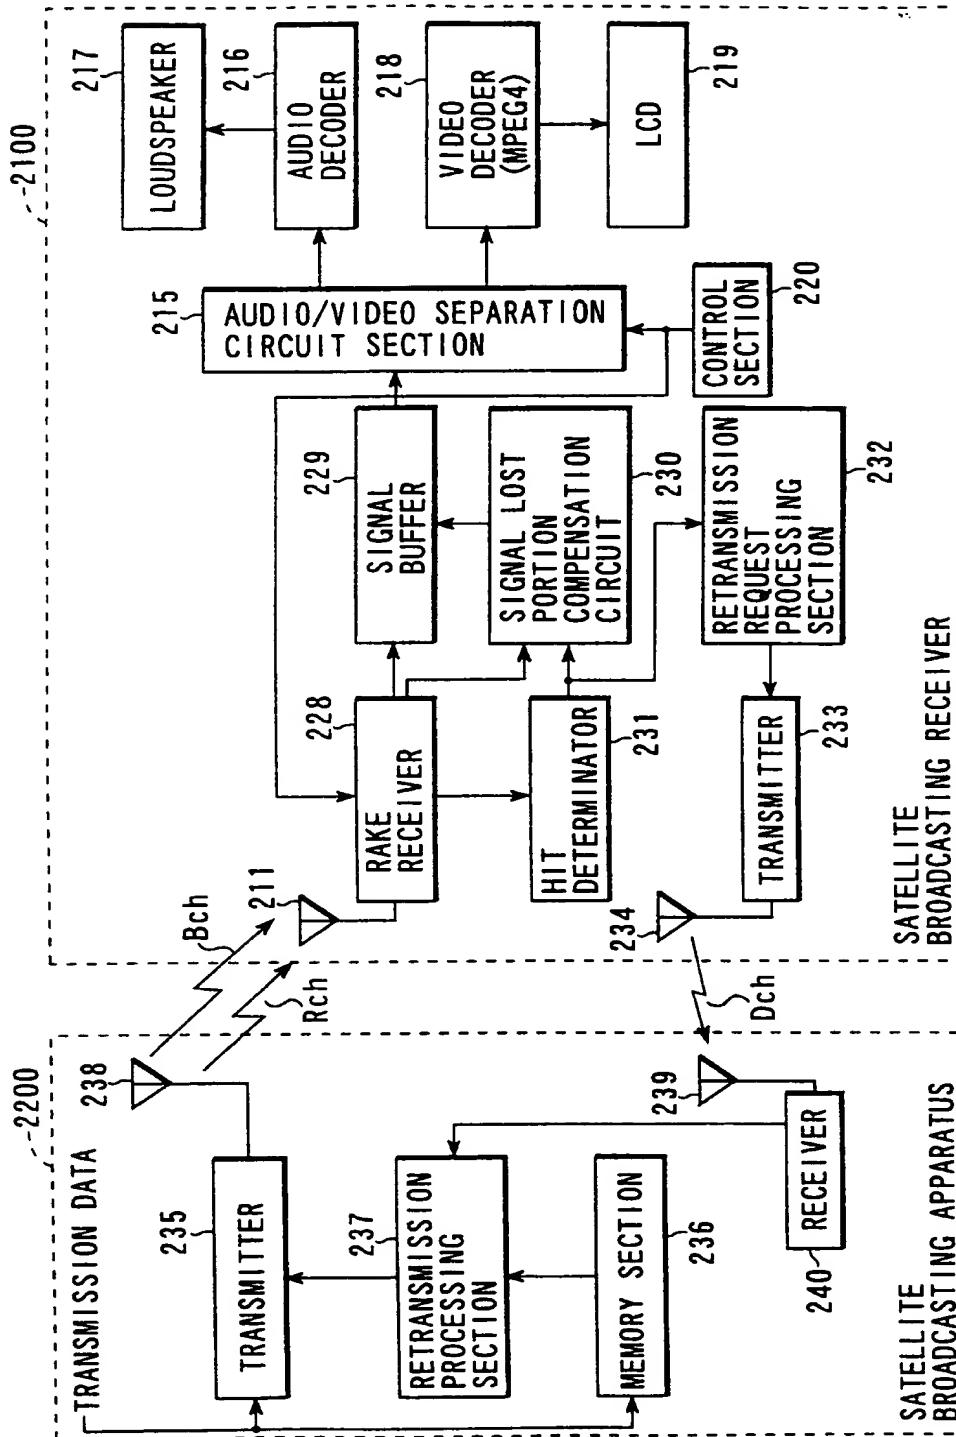 2200
TRANSMISSION DATA
235
TRANSMITTER
237
RETRANSMISSION
PROCESSING
SECTION
MEMORY SECTION
236
238
239
RECEIVER
240
SATELLITE
BROADCASTING APPARATUS
Bch
Rch
Dch
2100
211
228
RAKE
RECEIVER
229
SIGNAL
BUFFER
215
AUDIO/VIDEO SEPARATION
CIRCUIT SECTION
LOUDSPEAKER
217
AUDIO
DECODER
216
VIDEO
DECODER
(MPEG4)
218
LCD
219
SIGNAL LOST
PORTION
COMPENSATION
CIRCUIT
230
HIT
DETERMINATOR
231
CONTROL
SECTION
220
RETRANSMISSION
REQUEST
PROCESSING
SECTION
232
TRANSMITTER
233
234
SATELLITE
BROADCASTING RECEIVER